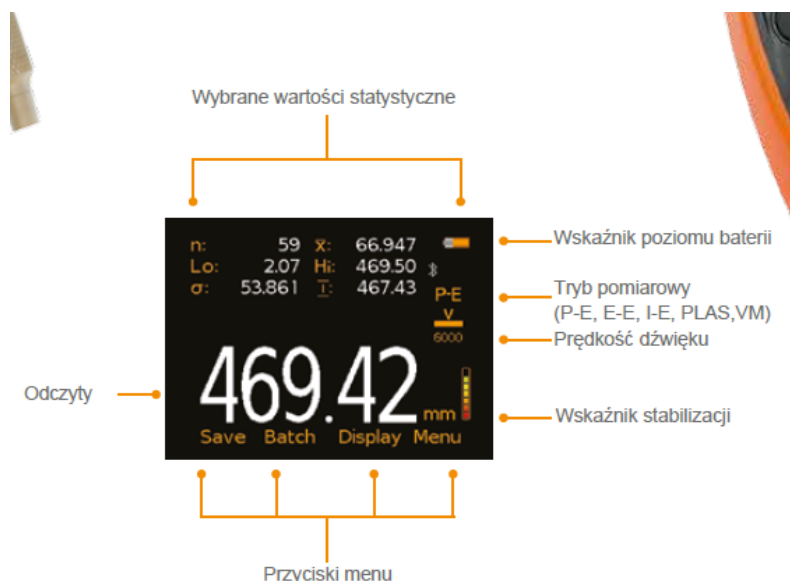 Wybrane wartości statystyczne
n: 59 x̅: 66.947
Lo: 2.07 Hi: 469.50
σ: 53.861 ꟷ: 467.43
P-E
V
6000
469.42 mm
Save Batch Display Menu
Wskaźnik poziomu baterii
Tryb pomiarowy
(P-E, E-E, I-E, PLAS,VM)
Prędkość dźwięku
Odczyty
Wskaźnik stabilizacji
Przyciski menu